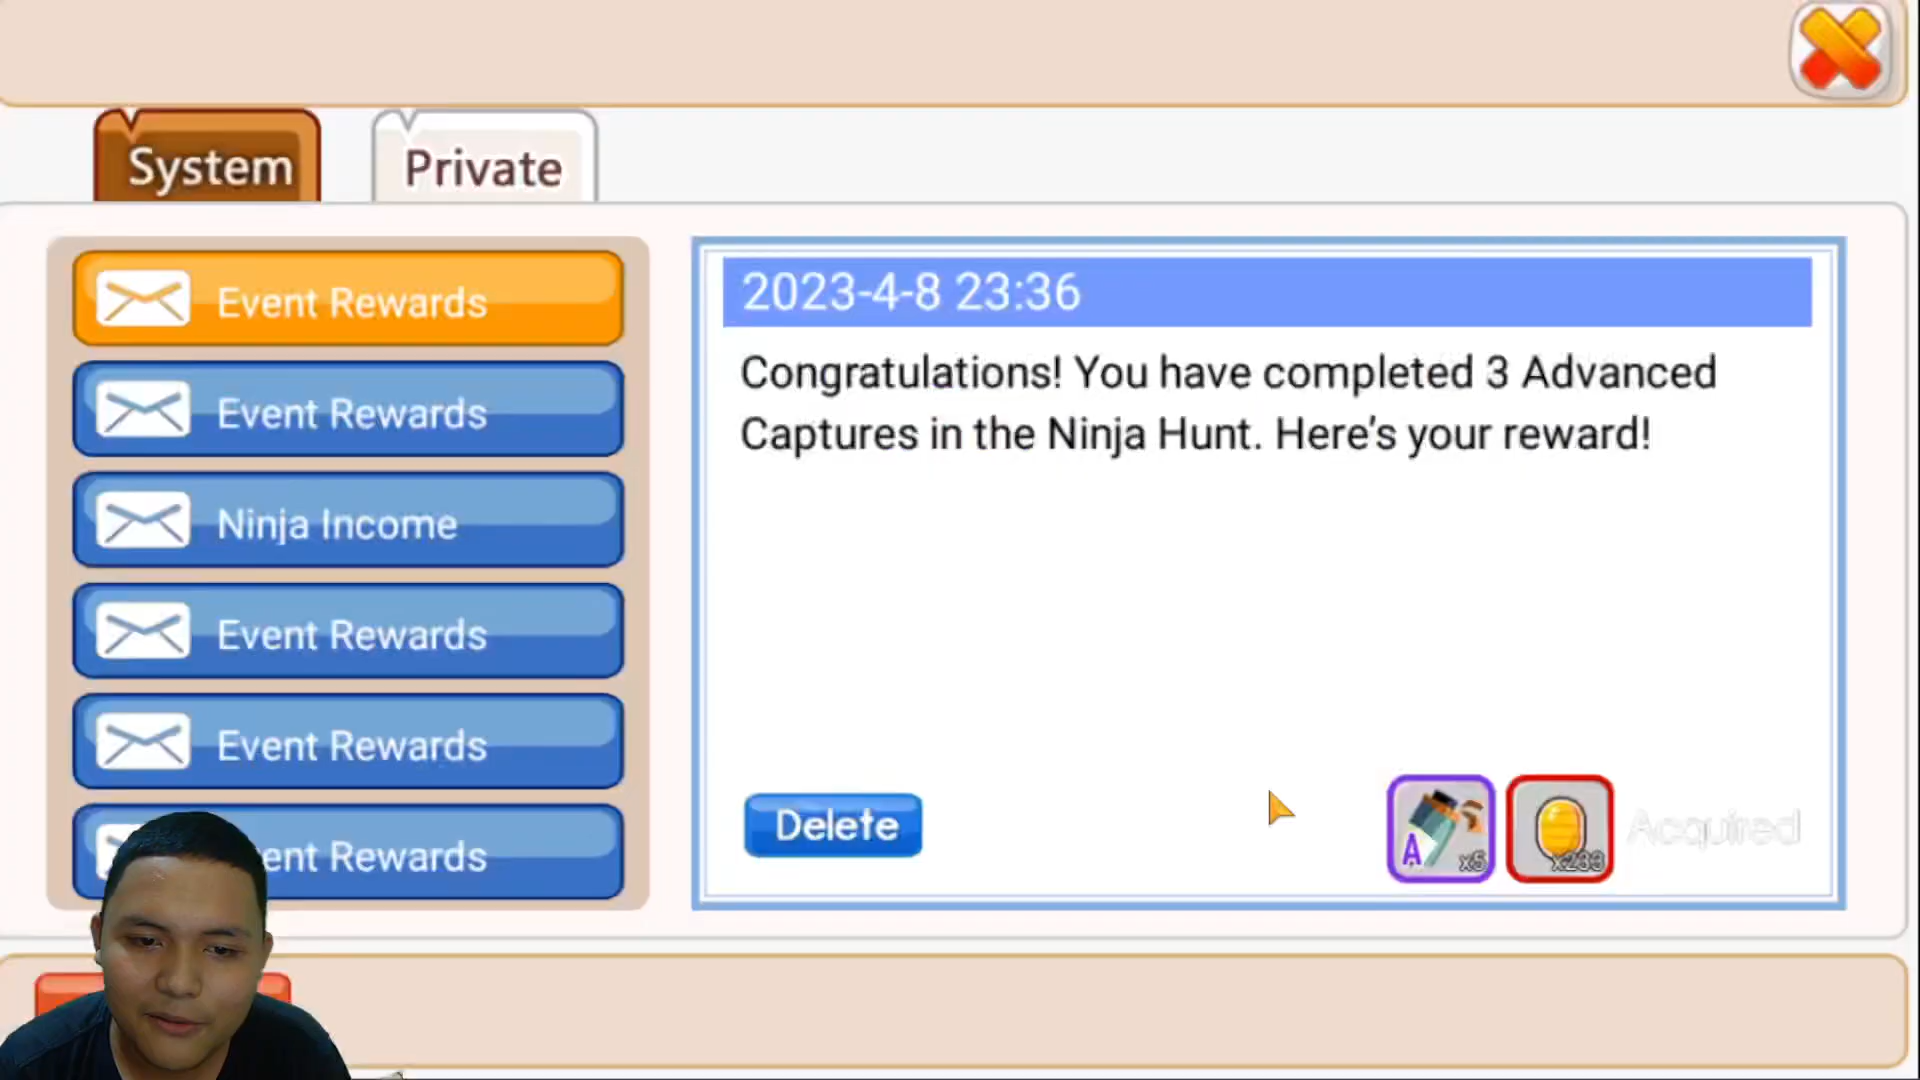 System
Private
Event Rewards
Event Rewards
Ninja Income
Event Rewards
Event Rewards
ent Rewards
2023-4-8 23:36
Congratulations! You have completed 3 Advanced
Captures in the Ninja Hunt. Here's your reward!
Delete
A x5
x233
Acquired